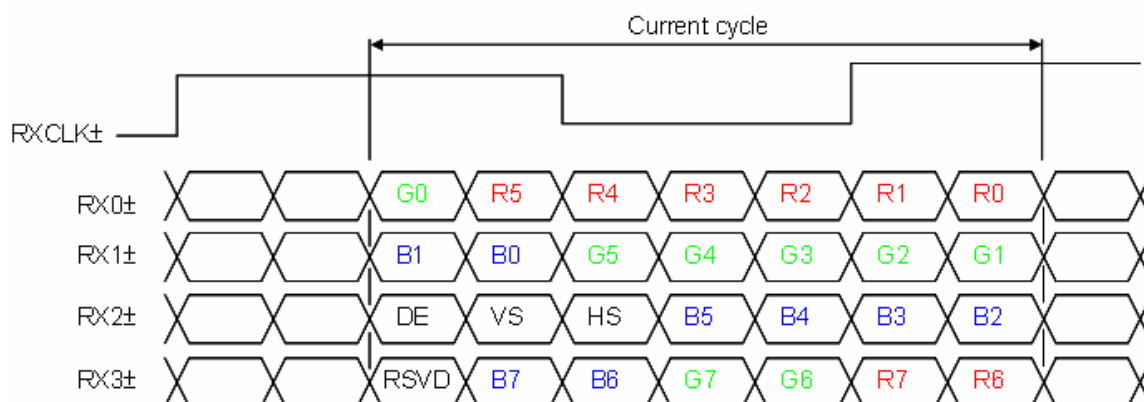 Current cycle
RXCLK±
RX0± G0 R5 R4 R3 R2 R1 R0
RX1± B1 B0 G5 G4 G3 G2 G1
RX2± DE VS HS B5 B4 B3 B2
RX3± RSVD B7 B6 G7 G6 R7 R6